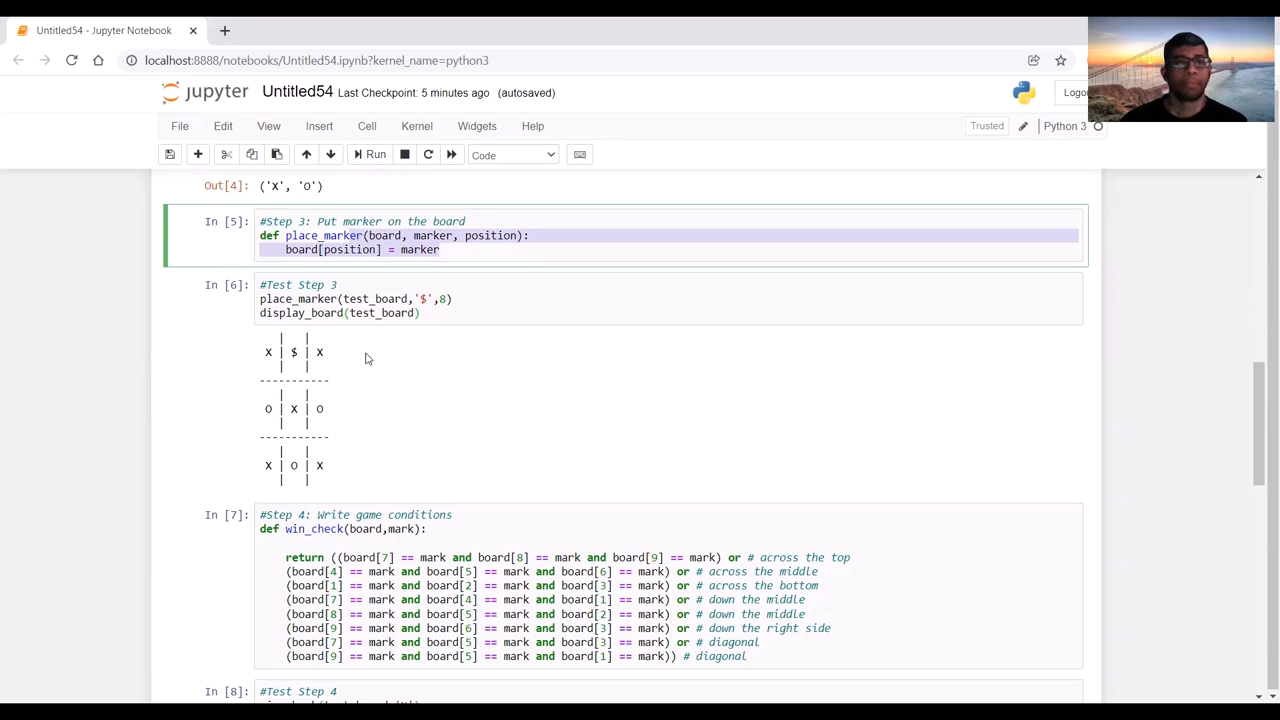 Untitled54 - Jupyter Notebook
localhost:8888/notebooks/Untitled54.ipynb?kernel_name=python3
jupyter Untitled54 Last Checkpoint: 5 minutes ago (autosaved)
File Edit View Insert Cell Kernel Widgets Help Trusted Python 3
Run Code
Out[4]: ('X', 'O')
In [5]: #Step 3: Put marker on the board
def place_marker(board, marker, position):
board[position] = marker
In [6]: #Test Step 3
place_marker(test_board,'$',8)
display_board(test_board)
| |
X | $ | X
| |
-----------
| |
O | X | O
| |
-----------
| |
X | O | X
| |
In [7]: #Step 4: Write game conditions
def win_check(board,mark):
return ((board[7] == mark and board[8] == mark and board[9] == mark) or # across the top
(board[4] == mark and board[5] == mark and board[6] == mark) or # across the middle
(board[1] == mark and board[2] == mark and board[3] == mark) or # across the bottom
(board[7] == mark and board[4] == mark and board[1] == mark) or # down the middle
(board[8] == mark and board[5] == mark and board[2] == mark) or # down the middle
(board[9] == mark and board[6] == mark and board[3] == mark) or # down the right side
(board[7] == mark and board[5] == mark and board[3] == mark) or # diagonal
(board[9] == mark and board[5] == mark and board[1] == mark)) # diagonal
In [8]: #Test Step 4